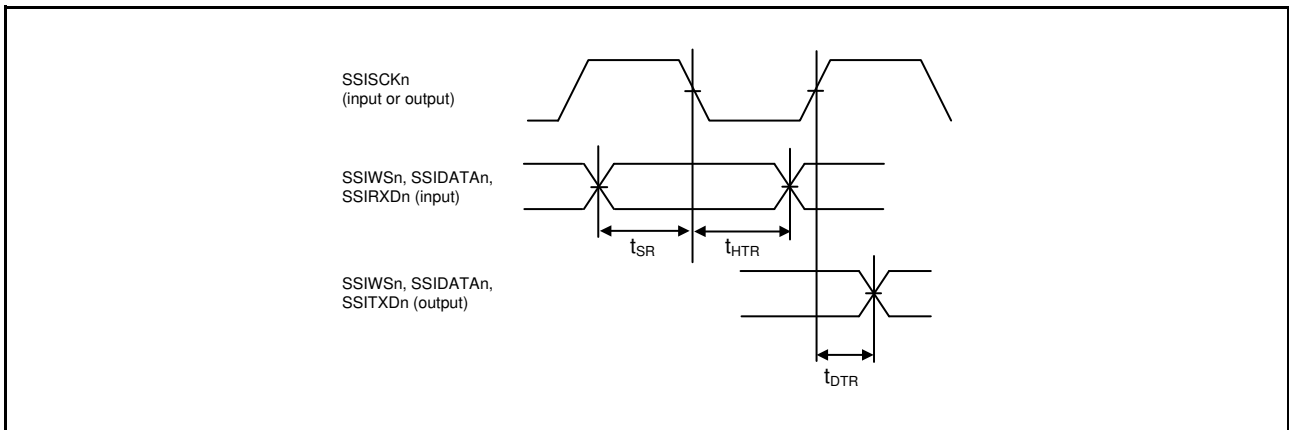 SSISCKn
(input or output)
SSIWSn, SSIDATAn,
SSIRXDn (input)
tSR
tHTR
SSIWSn, SSIDATAn,
SSITXDn (output)
tDTR